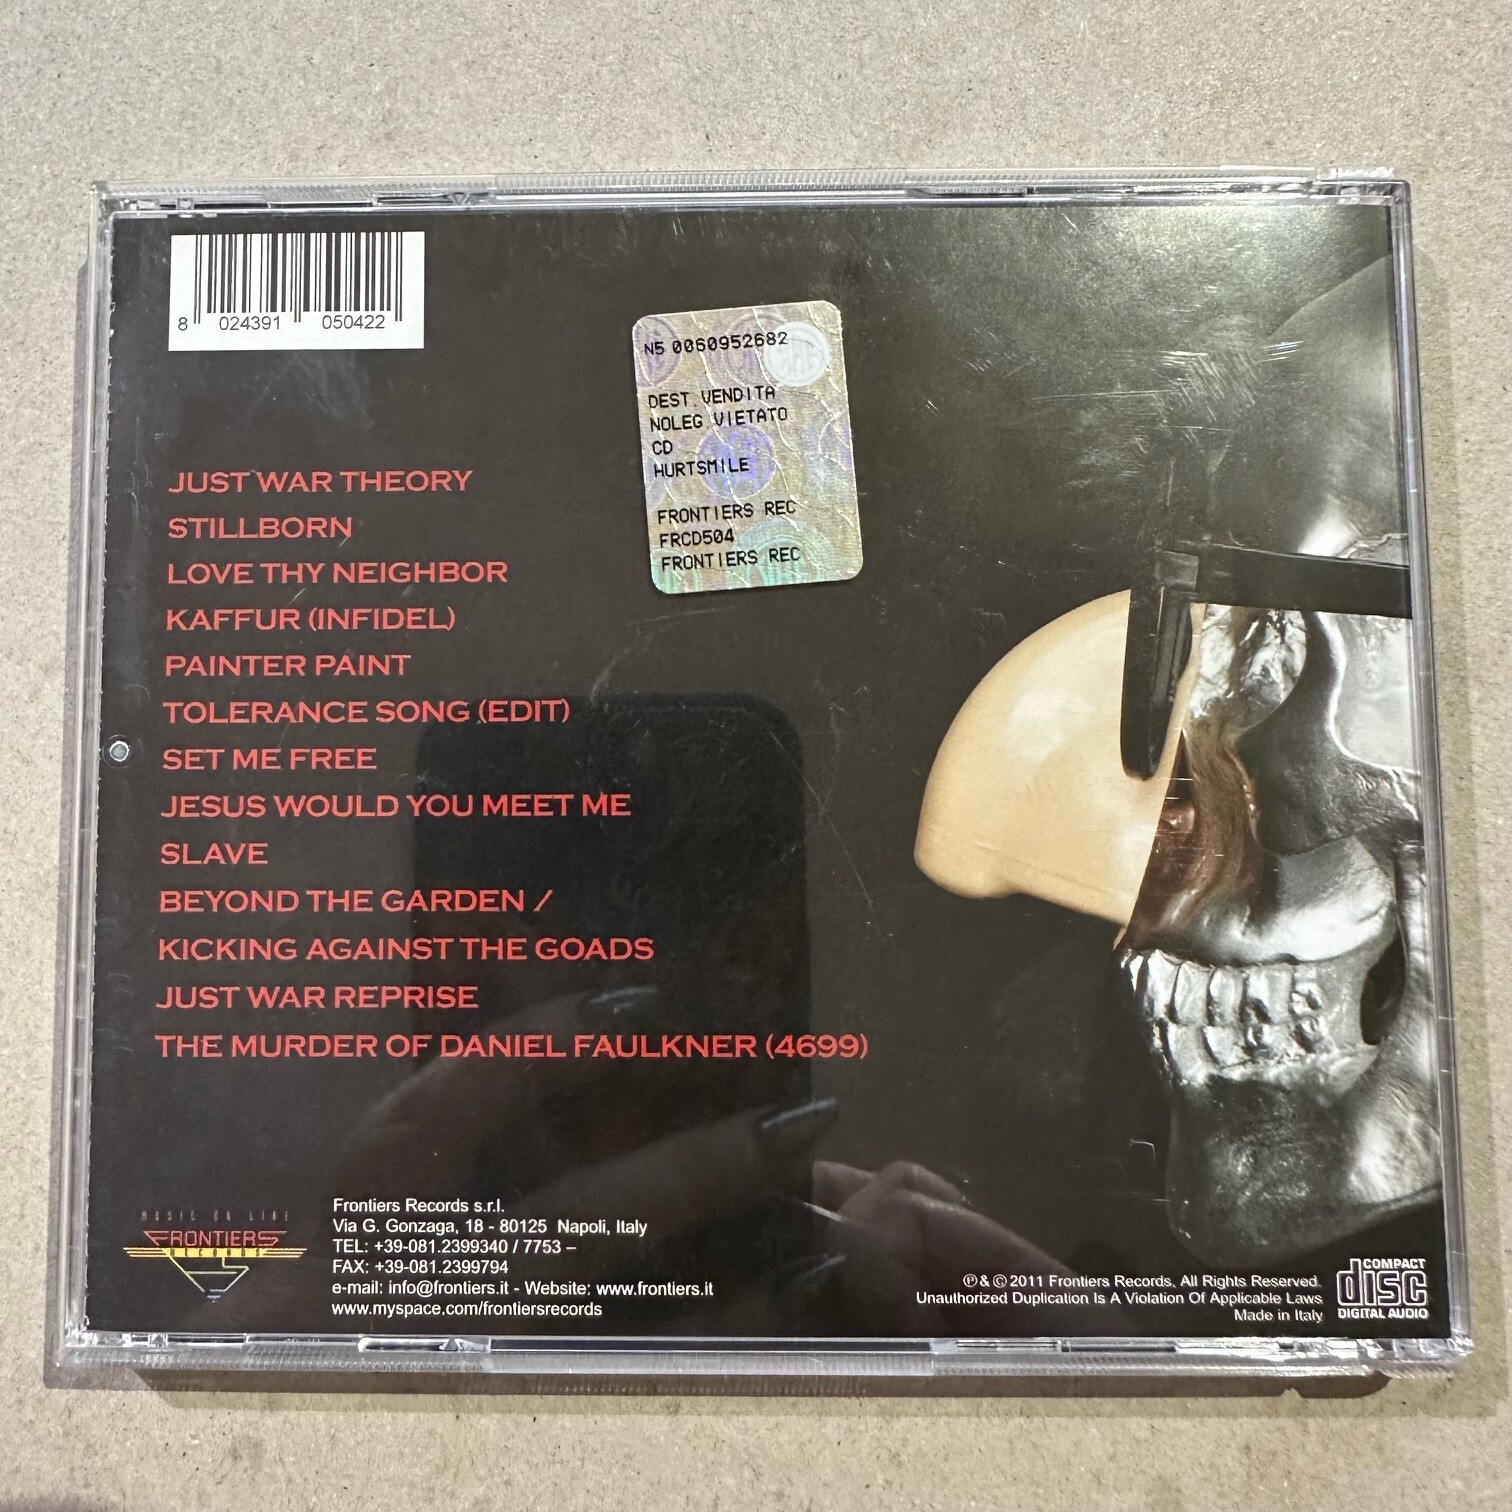 8 024391 050422
N5 0060952682
DEST.VENDITA
NOLEG.VIETATO
CD
HURTSMILE
FRONTIERS REC
FRCD504
FRONTIERS REC
JUST WAR THEORY
STILLBORN
LOVE THY NEIGHBOR
KAFFUR (INFIDEL)
PAINTER PAINT
TOLERANCE SONG (EDIT)
SET ME FREE
JESUS WOULD YOU MEET ME
SLAVE
BEYOND THE GARDEN /
KICKING AGAINST THE GOADS
JUST WAR REPRISE
THE MURDER OF DANIEL FAULKNER (4699)
MUSIC ON LINE
FRONTIERS
RECORDS
Frontiers Records s.r.l.
Via G. Gonzaga, 18 - 80125 Napoli, Italy
TEL: +39-081.2399340 / 7753 –
FAX: +39-081.2399794
e-mail: info@frontiers.it - Website: www.frontiers.it
www.myspace.com/frontiersrecords
℗ & © 2011 Frontiers Records. All Rights Reserved.
Unauthorized Duplication Is A Violation Of Applicable Laws
Made in Italy
COMPACT
disc
DIGITAL AUDIO